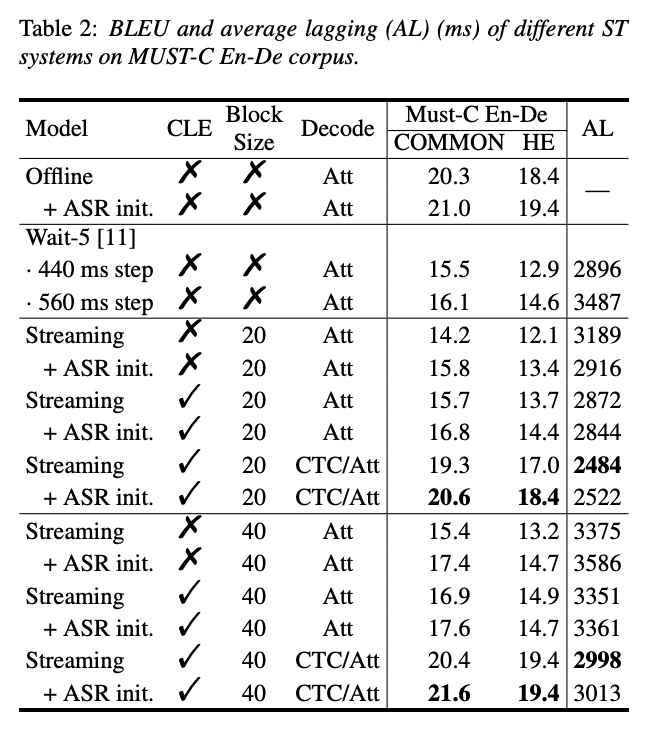 Table 2: BLEU and average lagging (AL) (ms) of different ST
systems on MUST-C En-De corpus.
Model CLE Block Size Decode Must-C En-De AL
COMMON HE
Offline ✗ ✗ Att 20.3 18.4 —
+ ASR init. ✗ ✗ Att 21.0 19.4
Wait-5 [11]
· 440 ms step ✗ ✗ Att 15.5 12.9 2896
· 560 ms step ✗ ✗ Att 16.1 14.6 3487
Streaming ✗ 20 Att 14.2 12.1 3189
+ ASR init. ✗ 20 Att 15.8 13.4 2916
Streaming ✓ 20 Att 15.7 13.7 2872
+ ASR init. ✓ 20 Att 16.8 14.4 2844
Streaming ✓ 20 CTC/Att 19.3 17.0 2484
+ ASR init. ✓ 20 CTC/Att 20.6 18.4 2522
Streaming ✗ 40 Att 15.4 13.2 3375
+ ASR init. ✗ 40 Att 17.4 14.7 3586
Streaming ✓ 40 Att 16.9 14.9 3351
+ ASR init. ✓ 40 Att 17.6 14.7 3361
Streaming ✓ 40 CTC/Att 20.4 19.4 2998
+ ASR init. ✓ 40 CTC/Att 21.6 19.4 3013